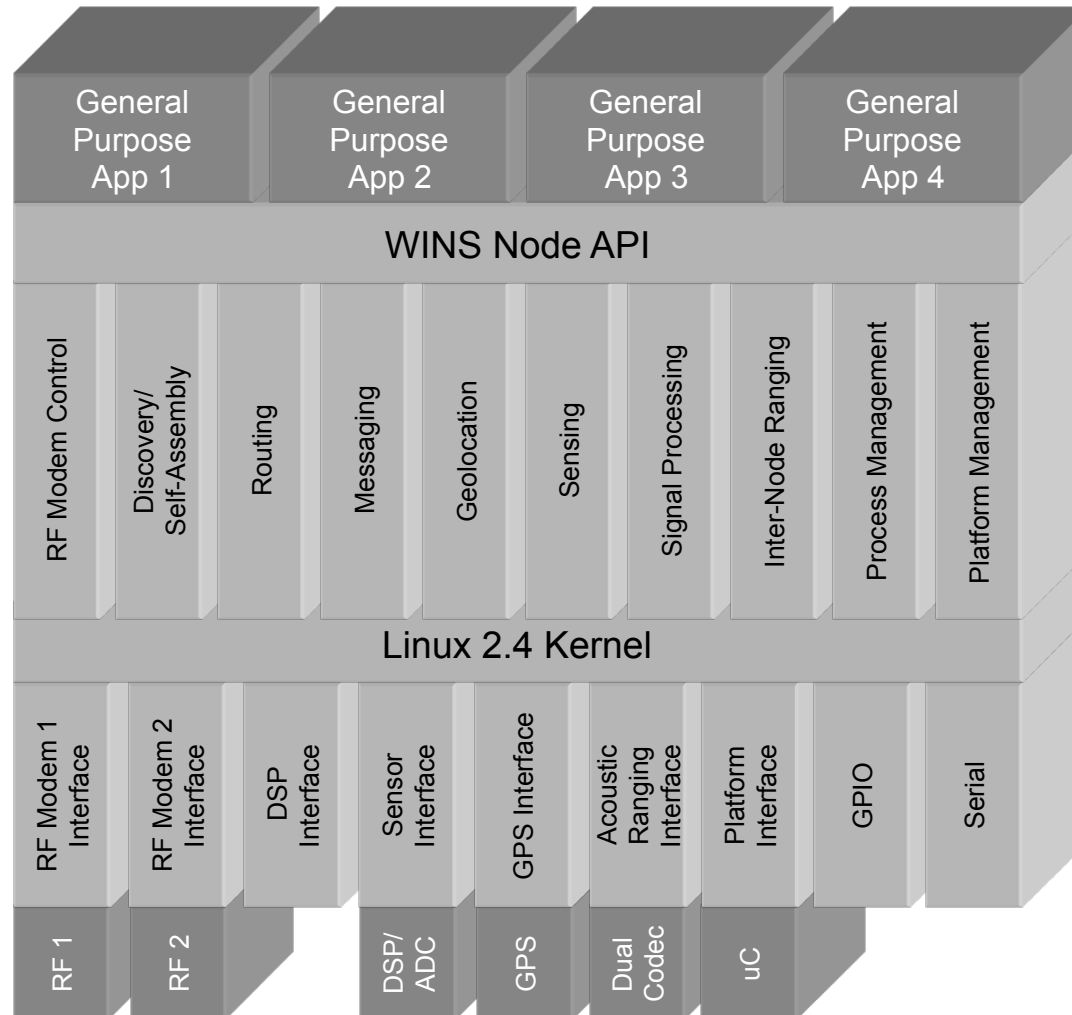 General
Purpose
App 1
General
Purpose
App 2
General
Purpose
App 3
General
Purpose
App 4
WINS Node API
RF Modem Control
Discovery/
Self-Assembly
Routing
Messaging
Geolocation
Sensing
Signal Processing
Inter-Node Ranging
Process Management
Platform Management
Linux 2.4 Kernel
RF Modem 1
Interface
RF Modem 2
Interface
DSP
Interface
Sensor
Interface
GPS Interface
Acoustic
Ranging
Interface
Platform
Interface
GPIO
Serial
RF 1
RF 2
DSP/
ADC
GPS
Dual
Codec
uC